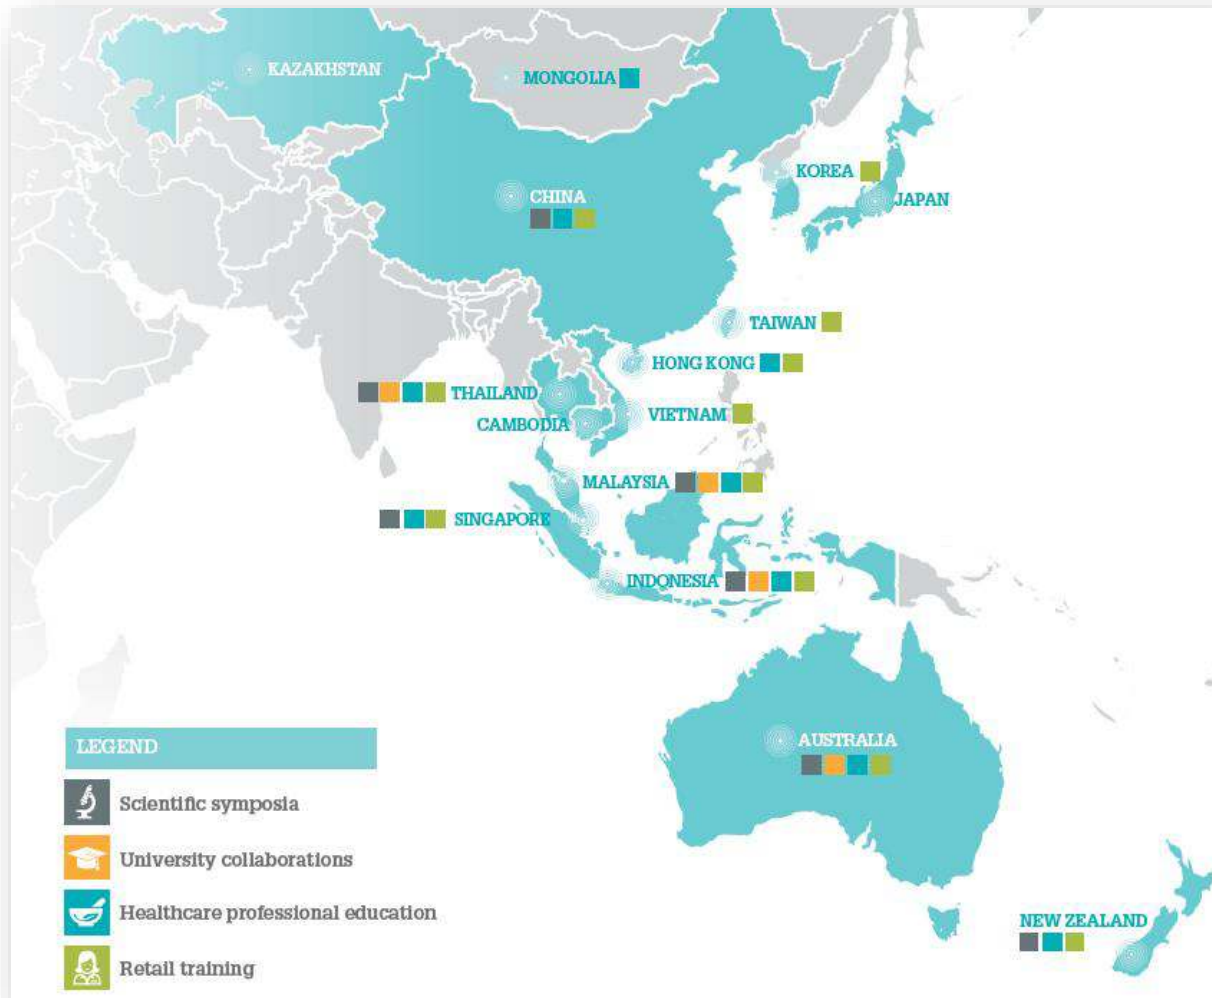 KAZAKHSTAN
MONGOLIA
KOREA
CHINA
JAPAN
TAIWAN
HONG KONG
THAILAND
VIETNAM
CAMBODIA
MALAYSIA
SINGAPORE
INDONESIA
AUSTRALIA
NEW ZEALAND
LEGEND
Scientific symposia
University collaborations
Healthcare professional education
Retail training